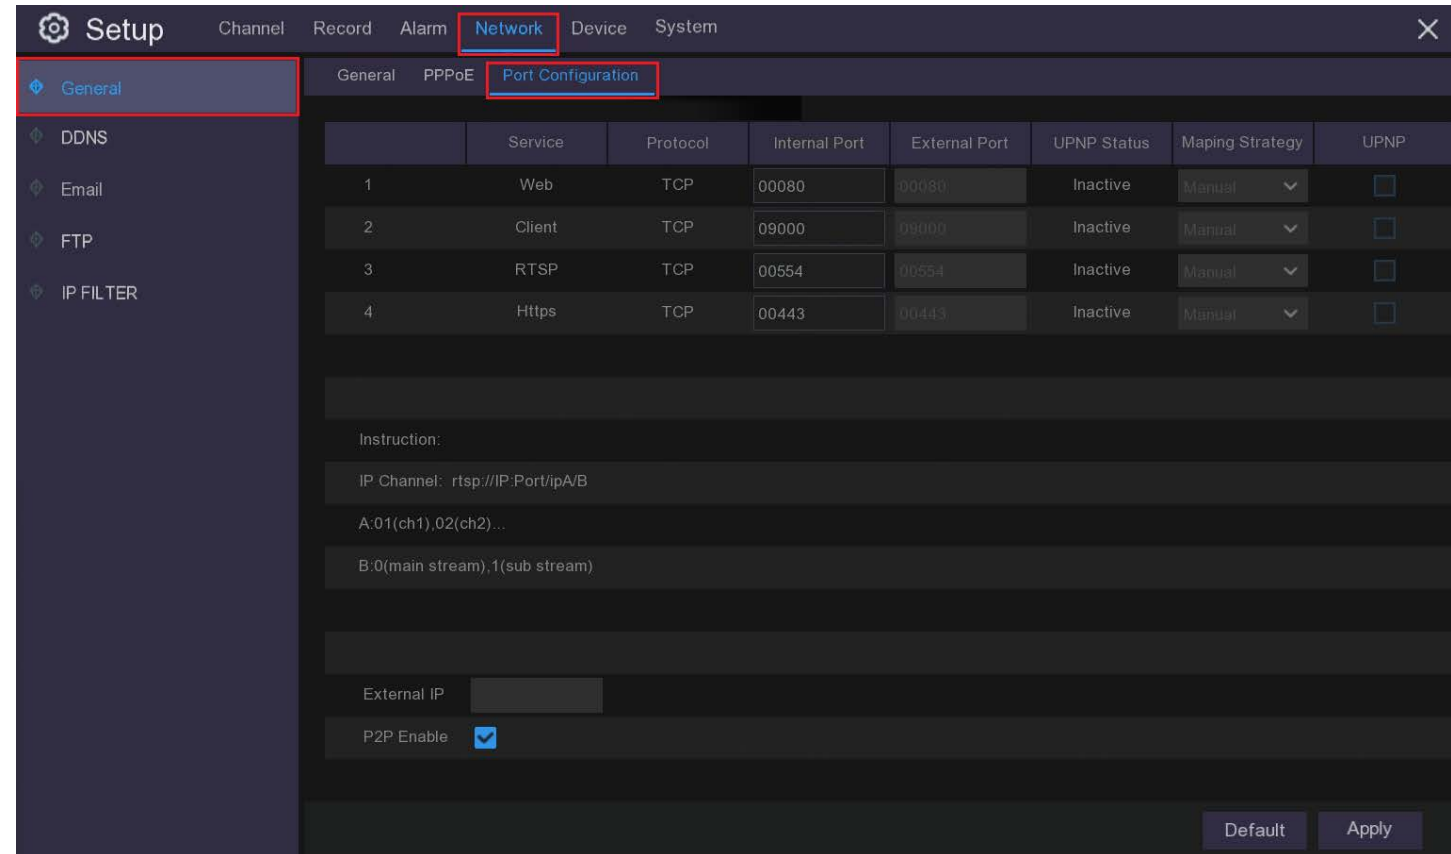 Setup Channel Record Alarm Network Device System
General
DDNS
Email
FTP
IP FILTER
General PPPoE Port Configuration
Service Protocol Internal Port External Port UPNP Status Maping Strategy UPNP
1 Web TCP 00080 00080 Inactive Manual
2 Client TCP 09000 09000 Inactive Manual
3 RTSP TCP 00554 00554 Inactive Manual
4 Https TCP 00443 00443 Inactive Manual
Instruction:
IP Channel: rtsp://IP:Port/ipA/B
A:01(ch1),02(ch2)...
B:0(main stream),1(sub stream)
External IP
P2P Enable
Default Apply